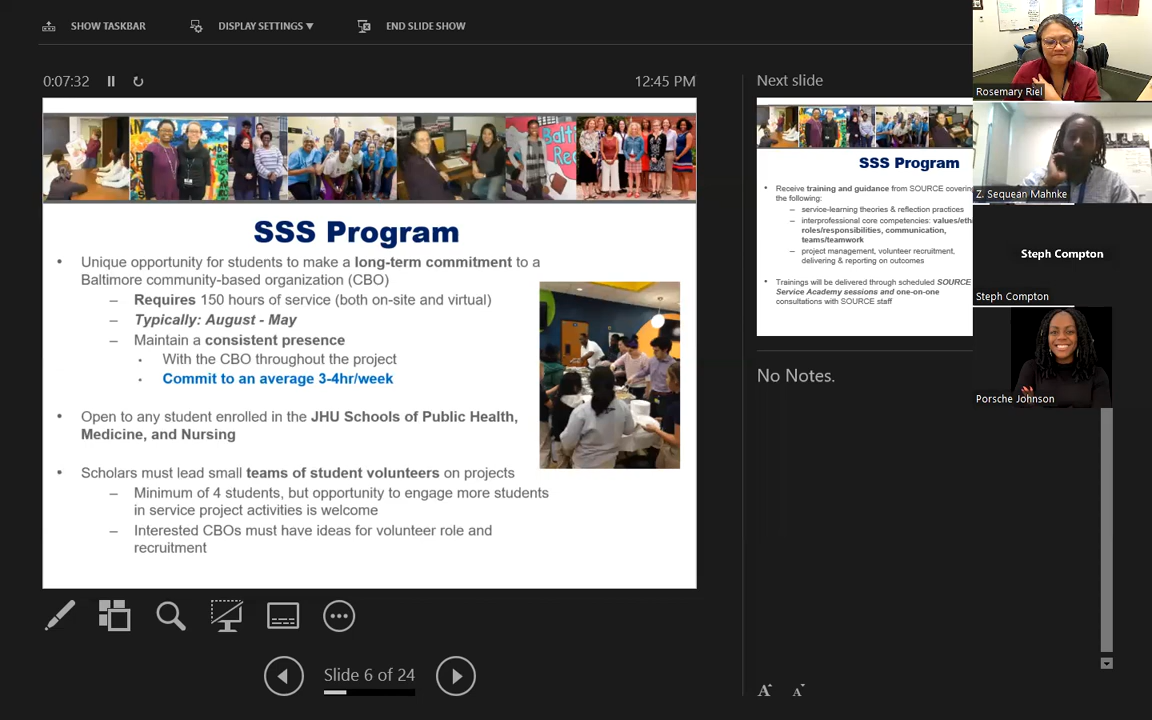 SHOW TASKBAR
DISPLAY SETTINGS ▼
END SLIDE SHOW
0:07:32
12:45 PM
SSS Program
• Unique opportunity for students to make a long-term commitment to a
Baltimore community-based organization (CBO)
– Requires 150 hours of service (both on-site and virtual)
– Typically: August - May
– Maintain a consistent presence
• With the CBO throughout the project
• Commit to an average 3-4hr/week
• Open to any student enrolled in the JHU Schools of Public Health,
Medicine, and Nursing
• Scholars must lead small teams of student volunteers on projects
– Minimum of 4 students, but opportunity to engage more students
in service project activities is welcome
– Interested CBOs must have ideas for volunteer role and
recruitment
Slide 6 of 24
Next slide
SSS Program
• Receive training and guidance from SOURCE coverin
the following:
– service-learning theories & reflection practices
– interprofessional core competencies: values/eth
roles/responsibilities, communication,
teams/teamwork
– project management, volunteer recruitment,
delivering & reporting on outcomes
• Trainings will be delivered through scheduled SOURCE
Service Academy sessions and one-on-one
consultations with SOURCE staff
No Notes.
A A
Rosemary Riel
Z. Sequean Mahnke
Steph Compton
Steph Compton
Porsche Johnson